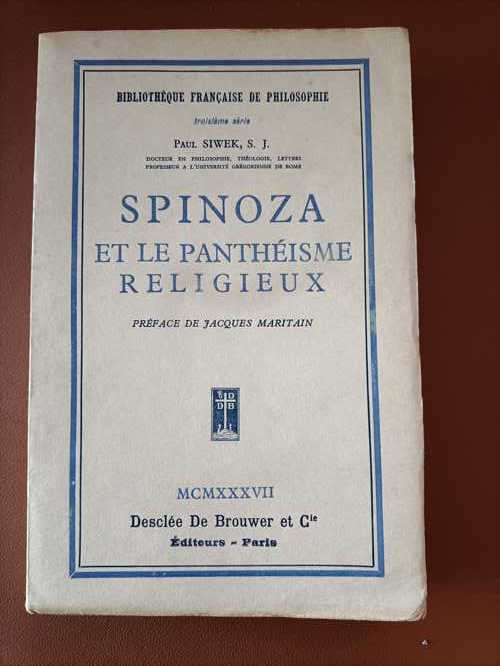 BIBLIOTHÈQUE FRANÇAISE DE PHILOSOPHIE
troisième série
PAUL SIWEK, S. J.
DOCTEUR EN PHILOSOPHIE, THÉOLOGIE, LETTRES
PROFESSEUR A L'UNIVERSITÉ GRÉGORIENNE DE ROME
SPINOZA
ET LE PANTHÉISME
RELIGIEUX
PRÉFACE DE JACQUES MARITAIN
D D
D B
MCMXXXVII
Desclée De Brouwer et Cie
Éditeurs - Paris